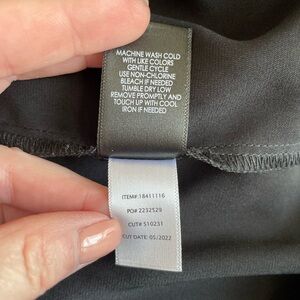 MACHINE WASH COLD
WITH LIKE COLORS
GENTLE CYCLE
USE NON-CHLORINE
BLEACH IF NEEDED
TUMBLE DRY LOW
REMOVE PROMPTLY AND
TOUCH UP WITH COOL
IRON IF NEEDED
ITEM#: 18411116
PO# 2232529
CUT# 510231
CUT DATE: 05/2022